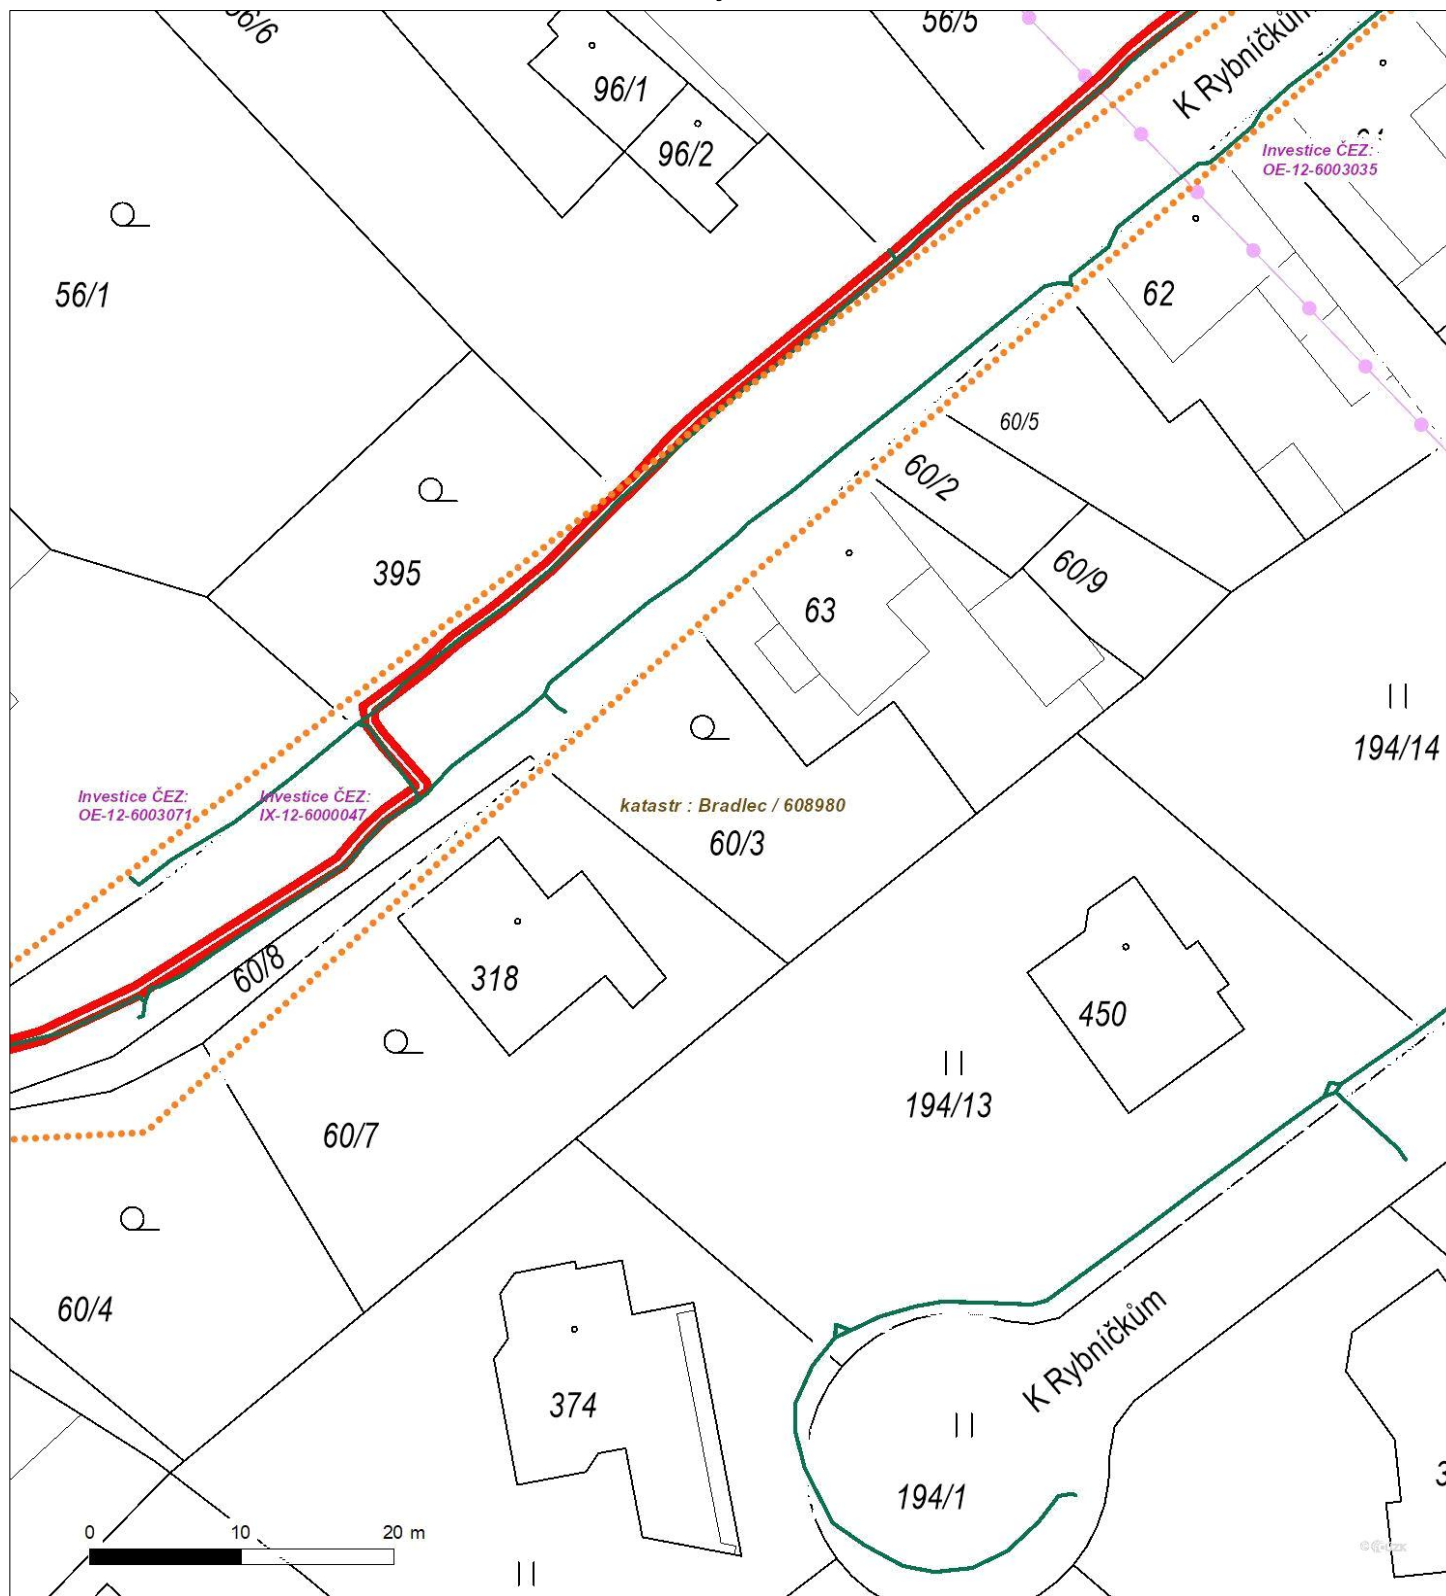 56/6
56/5
K Rybníčkům
96/1
96/2
Investice ČEZ:
OE-12-6003035
56/1
62
60/5
60/2
395
60/9
63
194/14
Investice ČEZ:
OE-12-6003071
Investice ČEZ:
IX-12-6000047
katastr : Bradlec / 608980
60/3
60/8
318
450
194/13
60/7
60/4
K Rybníčkům
374
194/1
0 10 20 m